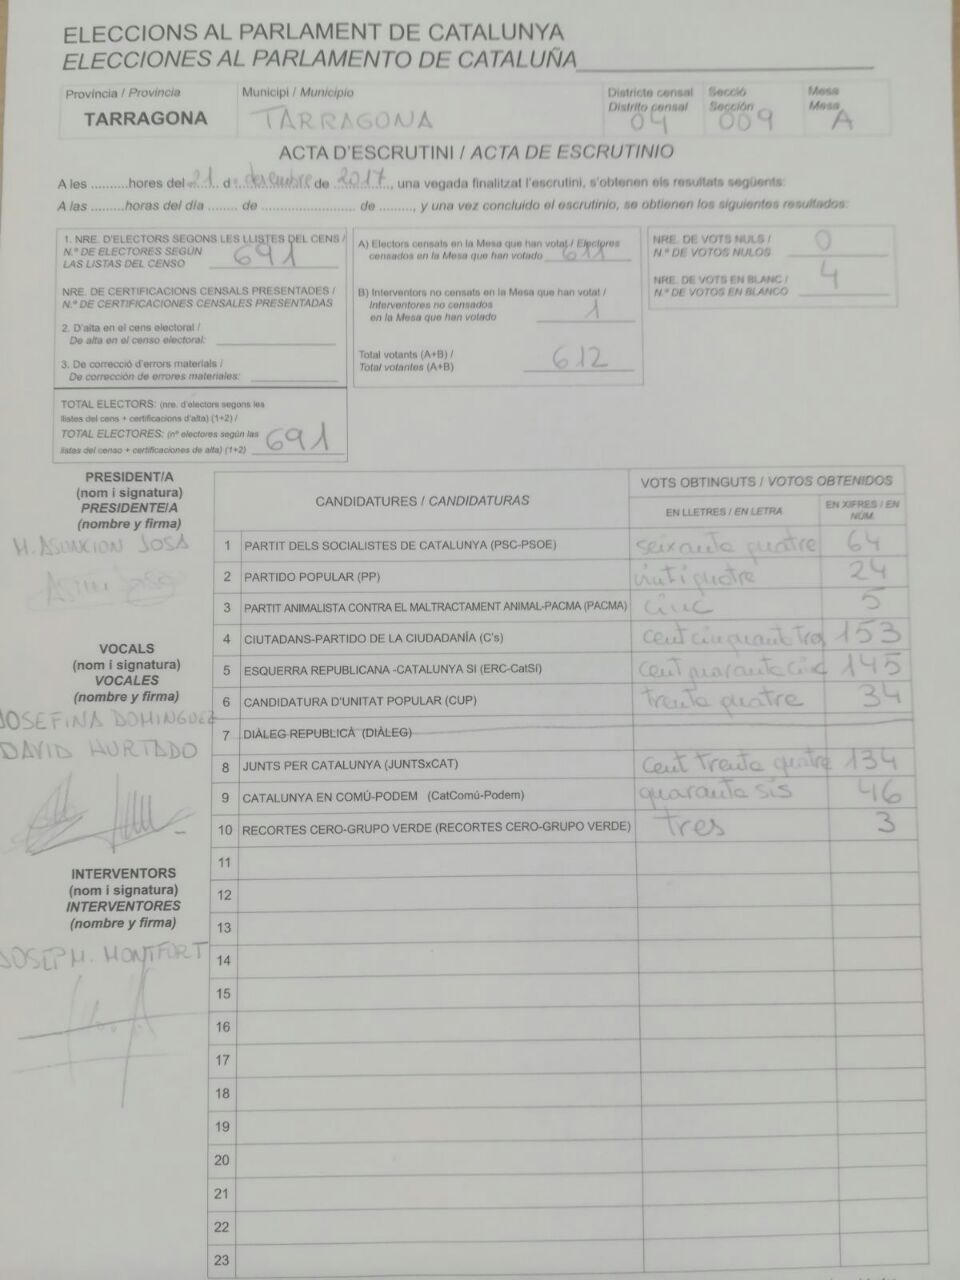 ELECCIONS AL PARLAMENT DE CATALUNYA
ELECCIONES AL PARLAMENTO DE CATALUÑA
Província / Provincia
TARRAGONA
Municipi / Municipio
TARRAGONA
Districte censal
Distrito censal
04
Secció
Sección
009
Mesa
Mesa
A
ACTA D'ESCRUTINI / ACTA DE ESCRUTINIO
A les ..........hores del 21 d desembre de 2017, una vegada finalitzat l'escrutini, s'obtenen els resultats següents:
A las .........horas del día ........ de ........................ de ........, y una vez concluido el escrutinio, se obtienen los siguientes resultados:
1. NRE. D'ELECTORS SEGONS LES LLISTES DEL CENS /
N.º DE ELECTORES SEGÚN
LAS LISTAS DEL CENSO 691
NRE. DE CERTIFICACIONS CENSALS PRESENTADES /
N.º DE CERTIFICACIONES CENSALES PRESENTADAS
2. D'alta en el cens electoral /
De alta en el censo electoral:
3. De correcció d'errors materials /
De corrección de errores materiales:
TOTAL ELECTORS: (nre. d'electors segons les
llistes del cens + certificacions d'alta) (1+2) /
TOTAL ELECTORES: (nº electores según las
listas del censo + certificaciones de alta) (1+2) 691
A) Electors censats en la Mesa que han votat / Electores
censados en la Mesa que han votado 611
B) Interventors no censats en la Mesa que han votat /
Interventores no censados
en la Mesa que han votado 1
Total votants (A+B) /
Total votantes (A+B) 612
NRE. DE VOTS NULS /
N.º DE VOTOS NULOS 0
NRE. DE VOTS EN BLANC /
N.º DE VOTOS EN BLANCO 4
PRESIDENT/A
(nom i signatura)
PRESIDENTE/A
(nombre y firma)
M. ASUNCION JOSA
VOCALS
(nom i signatura)
VOCALES
(nombre y firma)
JOSEFINA DOMINGUEZ
DAVID HURTADO
INTERVENTORS
(nom i signatura)
INTERVENTORES
(nombre y firma)
JOSEP M. MONTFORT
CANDIDATURES / CANDIDATURAS
VOTS OBTINGUTS / VOTOS OBTENIDOS
EN LLETRES / EN LETRA
EN XIFRES / EN
NÚM.
1 PARTIT DELS SOCIALISTES DE CATALUNYA (PSC-PSOE) seixanta quatre 64
2 PARTIDO POPULAR (PP) vinti quatre 24
3 PARTIT ANIMALISTA CONTRA EL MALTRACTAMENT ANIMAL-PACMA (PACMA) cinc 5
4 CIUTADANS-PARTIDO DE LA CIUDADANÍA (C's) cent cinquanta tres 153
5 ESQUERRA REPUBLICANA -CATALUNYA SI (ERC-CatSí) cent quaranta cinc 145
6 CANDIDATURA D'UNITAT POPULAR (CUP) trenta quatre 34
7 DIÀLEG REPUBLICÀ (DIÀLEG)
8 JUNTS PER CATALUNYA (JUNTSxCAT) cent trenta quatre 134
9 CATALUNYA EN COMÚ-PODEM (CatComú-Podem) quaranta sis 46
10 RECORTES CERO-GRUPO VERDE (RECORTES CERO-GRUPO VERDE) tres 3
11
12
13
14
15
16
17
18
19
20
21
22
23